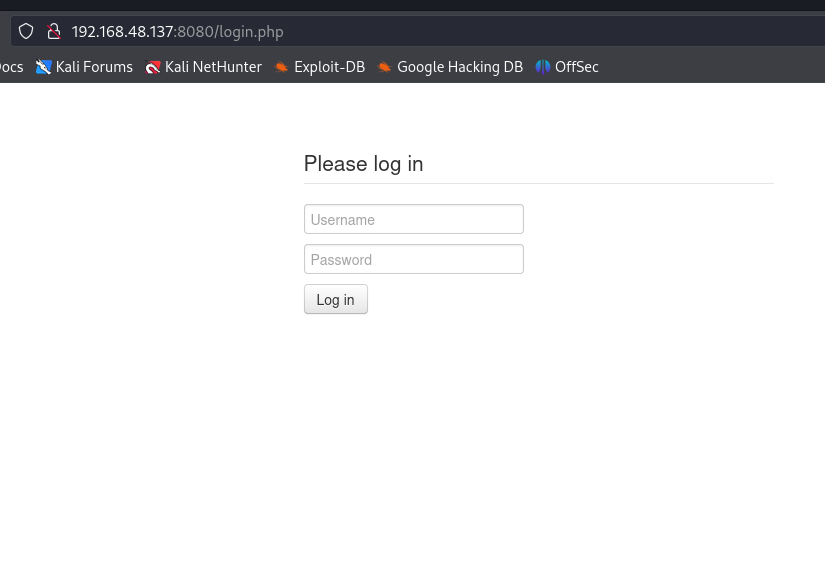 192.168.48.137:8080/login.php
ocs Kali Forums Kali NetHunter Exploit-DB Google Hacking DB OffSec
Please log in
Username
Password
Log in